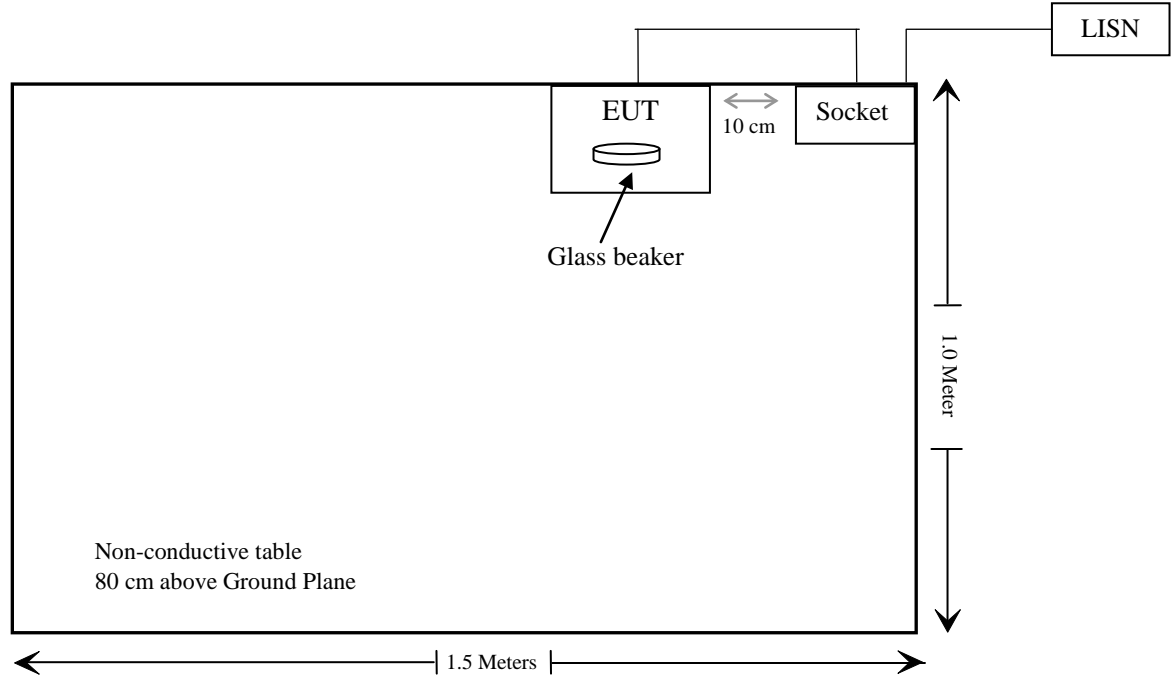 LISN
EUT
10 cm
Socket
Glass beaker
1.0 Meter
Non-conductive table
80 cm above Ground Plane
1.5 Meters